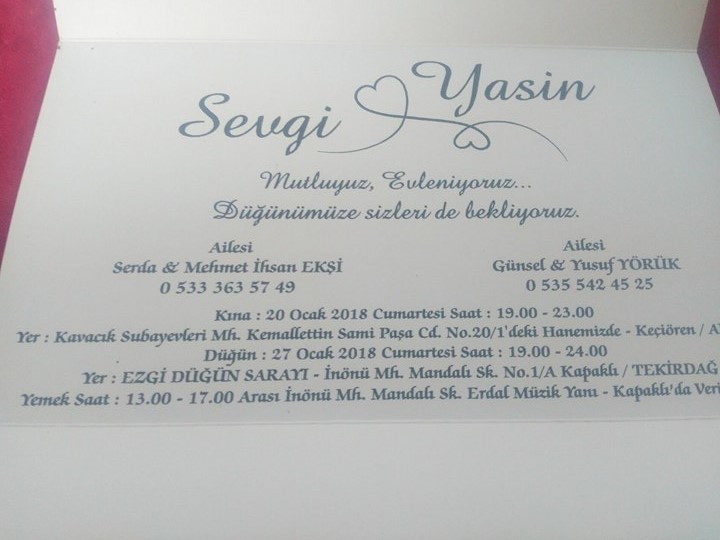 Sevgi Yasin
Mutluyuz, Evleniyoruz...
Düğünümüze sizleri de bekliyoruz.
Ailesi
Serda & Mehmet İhsan EKŞİ
0 533 363 57 49
Ailesi
Günsel & Yusuf YÖRÜK
0 535 542 45 25
Kına : 20 Ocak 2018 Cumartesi Saat : 19.00 - 23.00
Yer : Kavacık Subayevleri Mh. Kemallettin Sami Paşa Cd. No.20/1'deki Hanemizde - Keçiören /
Düğün : 27 Ocak 2018 Cumartesi Saat : 19.00 - 24.00
Yer : EZGİ DÜĞÜN SARAYI - İnönü Mh. Mandalı Sk. No.1/A Kapaklı / TEKİRDAĞ
Yemek Saat : 13.00 - 17.00 Arası İnönü Mh. Mandalı Sk. Erdal Müzik Yanı - Kapaklı'da